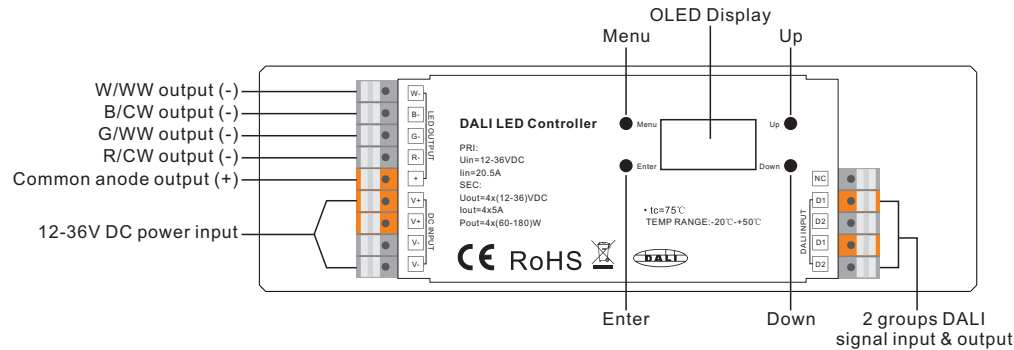 OLED Display
Menu
Up
W/WW output (-)
B/CW output (-)
G/WW output (-)
R/CW output (-)
Common anode output (+)
12-36V DC power input
W-
B-
G-
R-
+
V+
V+
V-
V-
LED OUTPUT
DC INPUT
DALI LED Controller
PRI:
Uin=12-36VDC
Iin=20.5A
SEC:
Uout=4x(12-36)VDC
Iout=4x5A
Pout=4x(60-180)W
CE RoHS DALI
Menu
Enter
Up
Down
• tc=75℃
TEMP RANGE:-20℃-+50℃
NC
D1
D2
D1
D2
DALI INPUT
Enter
Down
2 groups DALI
signal input & output